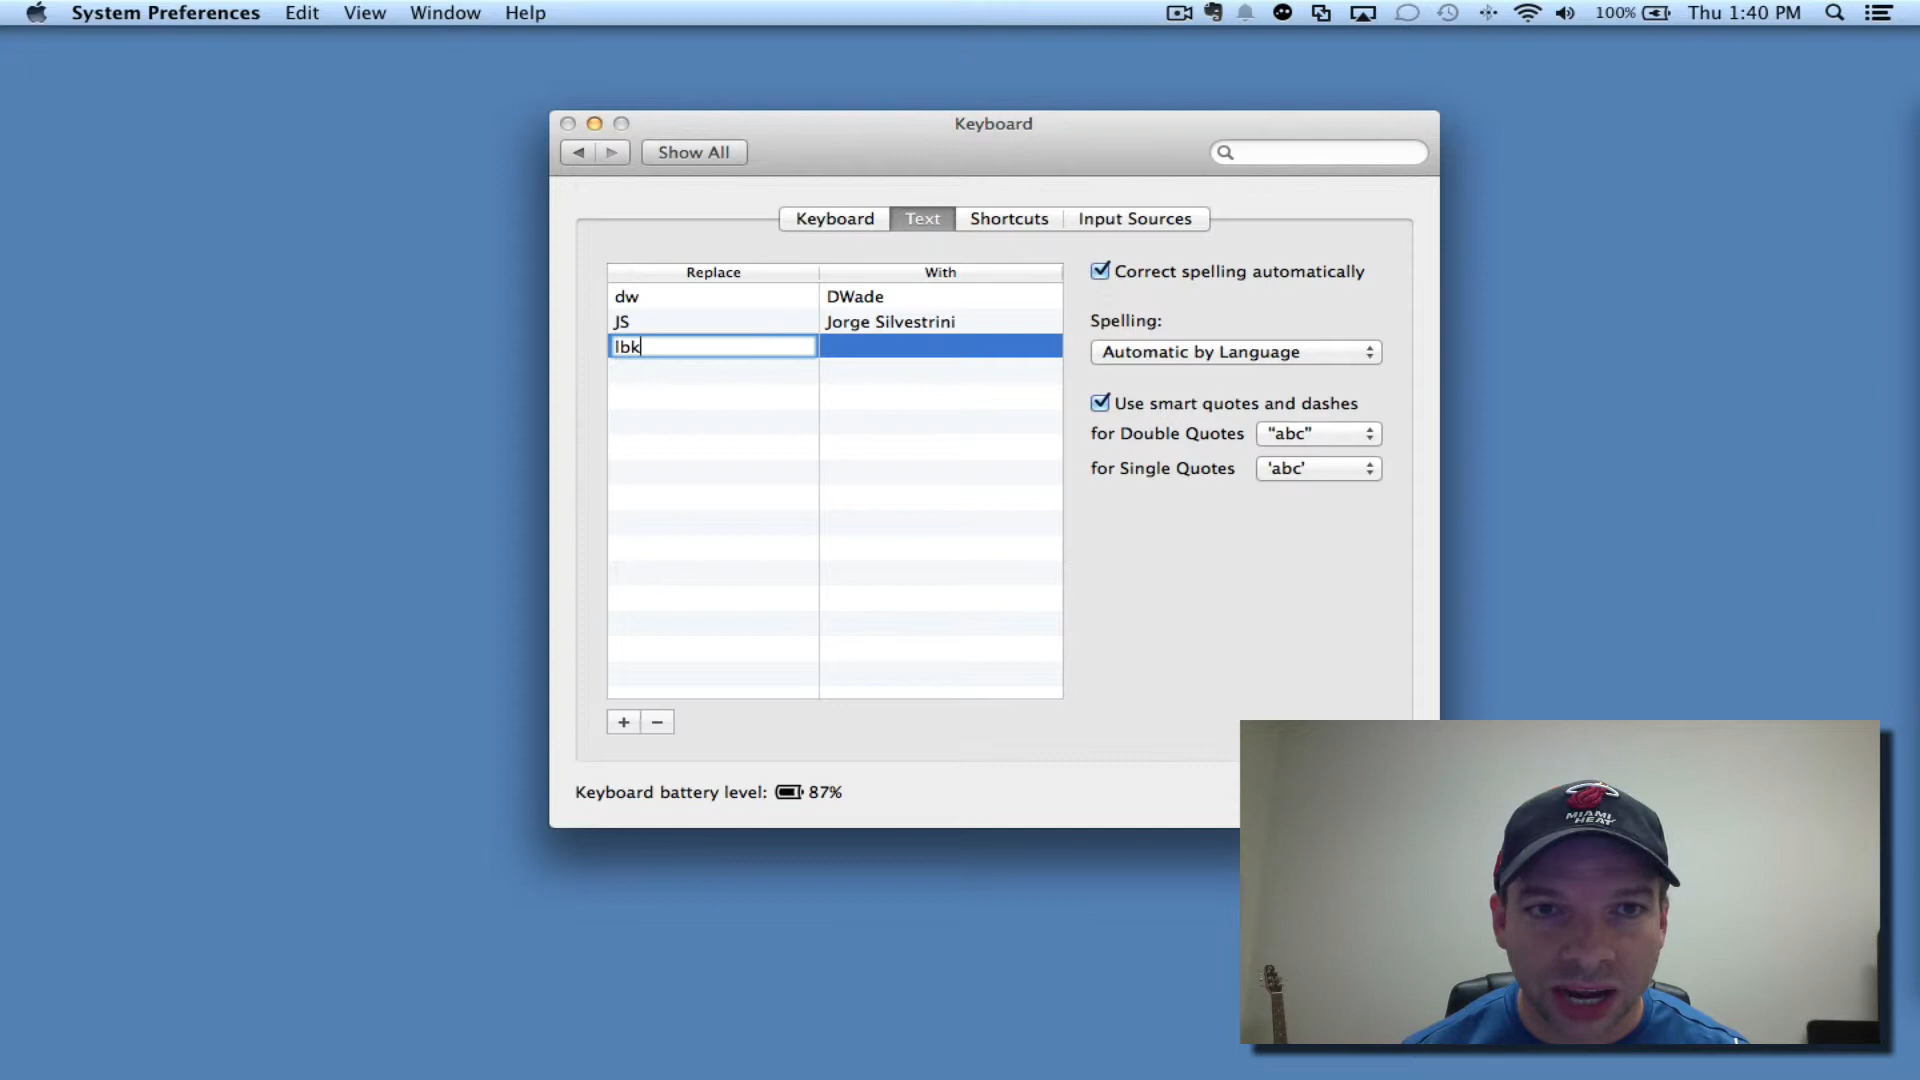 System Preferences Edit View Window Help 100% Thu 1:40 PM
Keyboard
Show All
Keyboard Text Shortcuts Input Sources
Replace With
dw DWade
JS Jorge Silvestrini
lbk
Correct spelling automatically
Spelling:
Automatic by Language
Use smart quotes and dashes
for Double Quotes “abc”
for Single Quotes ‘abc’
+ −
Keyboard battery level: 87%
MIAMI
HEAT